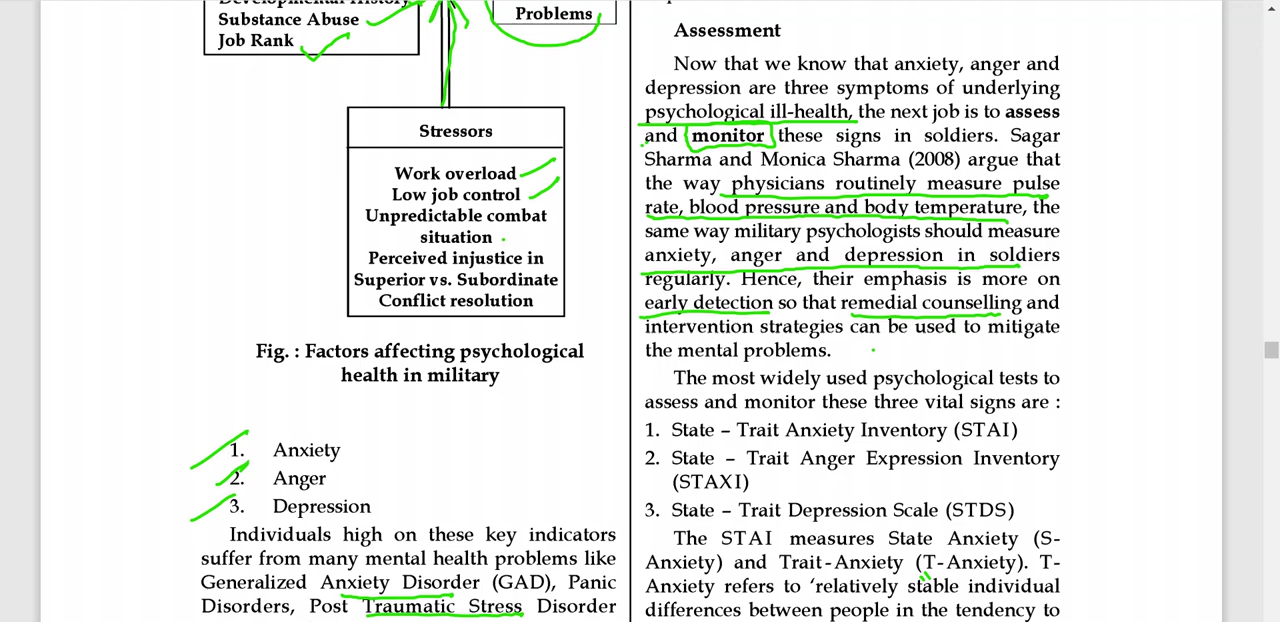 Developmental History
Substance Abuse
Job Rank
Problems
Stressors
Work overload
Low job control
Unpredictable combat
situation
Perceived injustice in
Superior vs. Subordinate
Conflict resolution
Fig. : Factors affecting psychological
health in military
1. Anxiety
2. Anger
3. Depression
Individuals high on these key indicators
suffer from many mental health problems like
Generalized Anxiety Disorder (GAD), Panic
Disorders, Post Traumatic Stress Disorder
Assessment
Now that we know that anxiety, anger and
depression are three symptoms of underlying
psychological ill-health, the next job is to assess
and monitor these signs in soldiers. Sagar
Sharma and Monica Sharma (2008) argue that
the way physicians routinely measure pulse
rate, blood pressure and body temperature, the
same way military psychologists should measure
anxiety, anger and depression in soldiers
regularly. Hence, their emphasis is more on
early detection so that remedial counselling and
intervention strategies can be used to mitigate
the mental problems.
The most widely used psychological tests to
assess and monitor these three vital signs are :
1. State – Trait Anxiety Inventory (STAI)
2. State – Trait Anger Expression Inventory
(STAXI)
3. State – Trait Depression Scale (STDS)
The STAI measures State Anxiety (S-
Anxiety) and Trait-Anxiety (T-Anxiety). T-
Anxiety refers to ‘relatively stable individual
differences between people in the tendency to